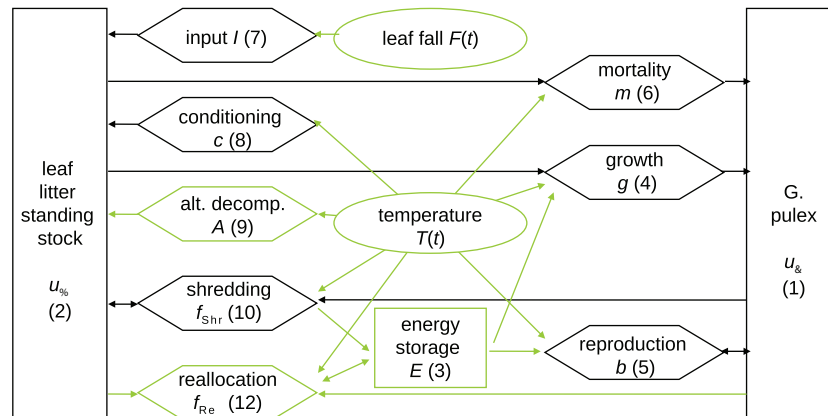 leaf
litter
standing
stock
u%
(2)
input I (7)
leaf fall F(t)
mortality
m (6)
conditioning
c (8)
growth
g (4)
alt. decomp.
A (9)
temperature
T(t)
G.
pulex
u&
(1)
shredding
fShr (10)
energy
storage
E (3)
reproduction
b (5)
reallocation
fRe (12)